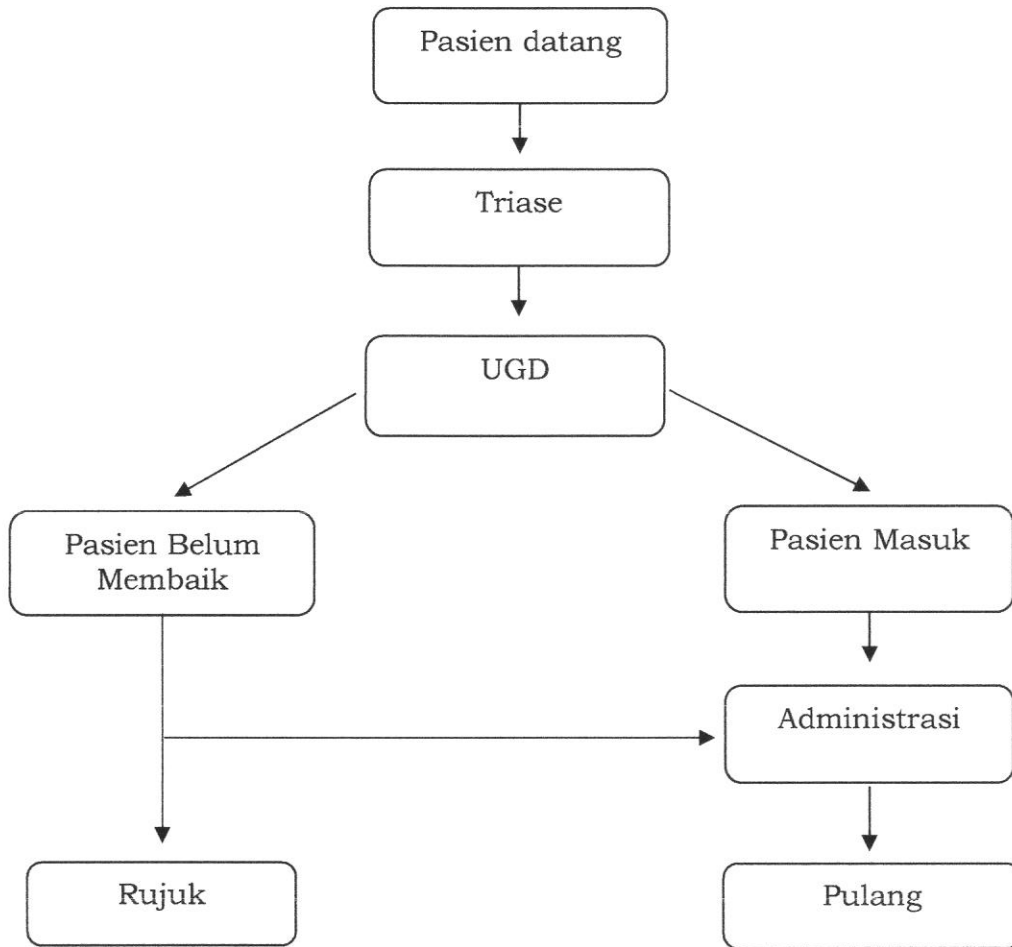 Pasien datang
Triase
UGD
Pasien Belum
Membaik
Pasien Masuk
Administrasi
Rujuk
Pulang